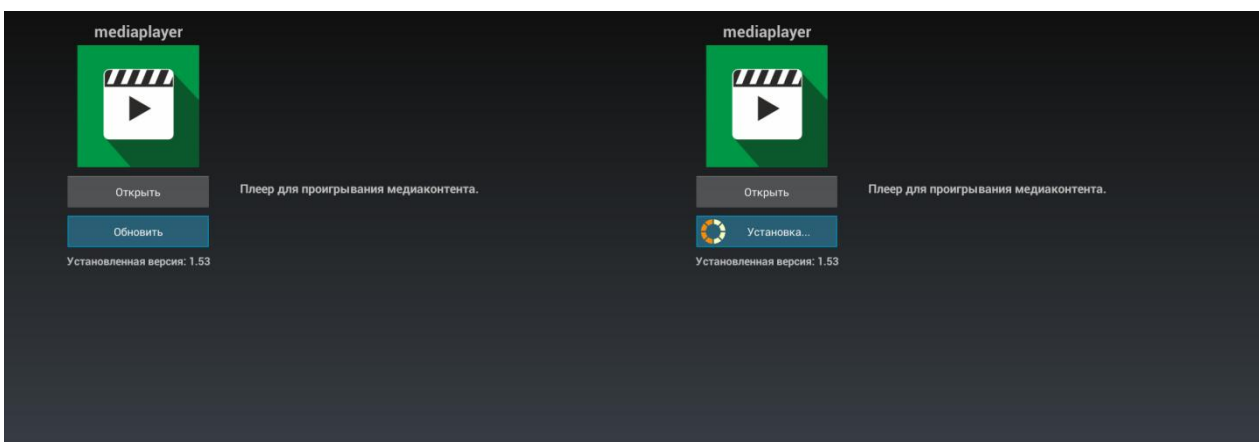 mediaplayer
Открыть
Плеер для проигрывания медиаконтента.
Обновить
Установленная версия: 1.53
mediaplayer
Открыть
Плеер для проигрывания медиаконтента.
Установка...
Установленная версия: 1.53